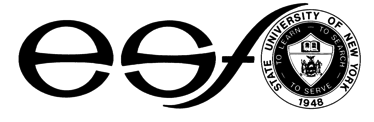 esf
STATE UNIVERSITY OF NEW YORK
TO LEARN - TO SEARCH - TO SERVE
1948